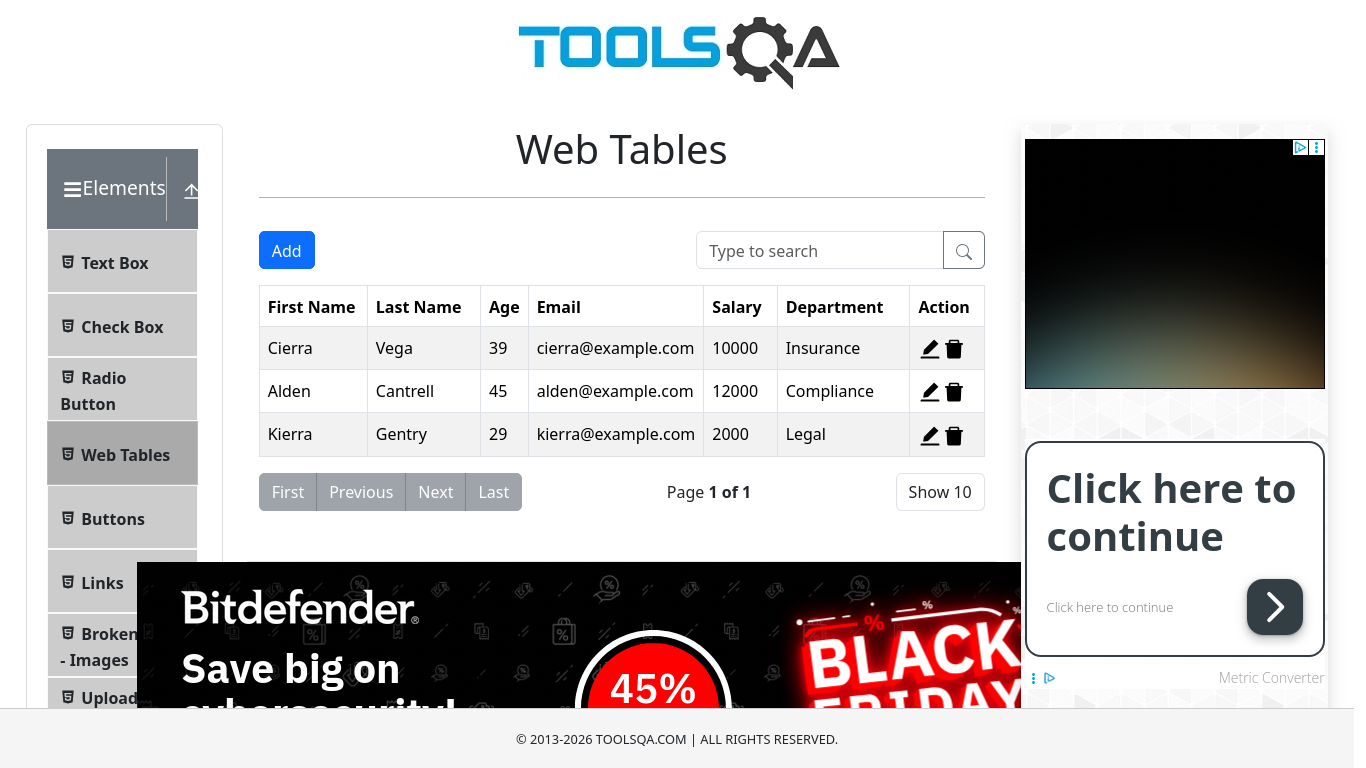 TOOLSQA
Web Tables
Elements
Text Box
Check Box
Radio
Button
Web Tables
Buttons
Links
Broken
- Images
Upload
Add
Type to search
First Name Last Name Age Email Salary Department Action
Cierra Vega 39 cierra@example.com 10000 Insurance
Alden Cantrell 45 alden@example.com 12000 Compliance
Kierra Gentry 29 kierra@example.com 2000 Legal
First Previous Next Last
Page 1 of 1
Show 10
Bitdefender®
Save big on
cybersecurity!
45%
BLACK
FRIDAY
Click here to
continue
Click here to continue
Metric Converter
© 2013-2026 TOOLSQA.COM | ALL RIGHTS RESERVED.